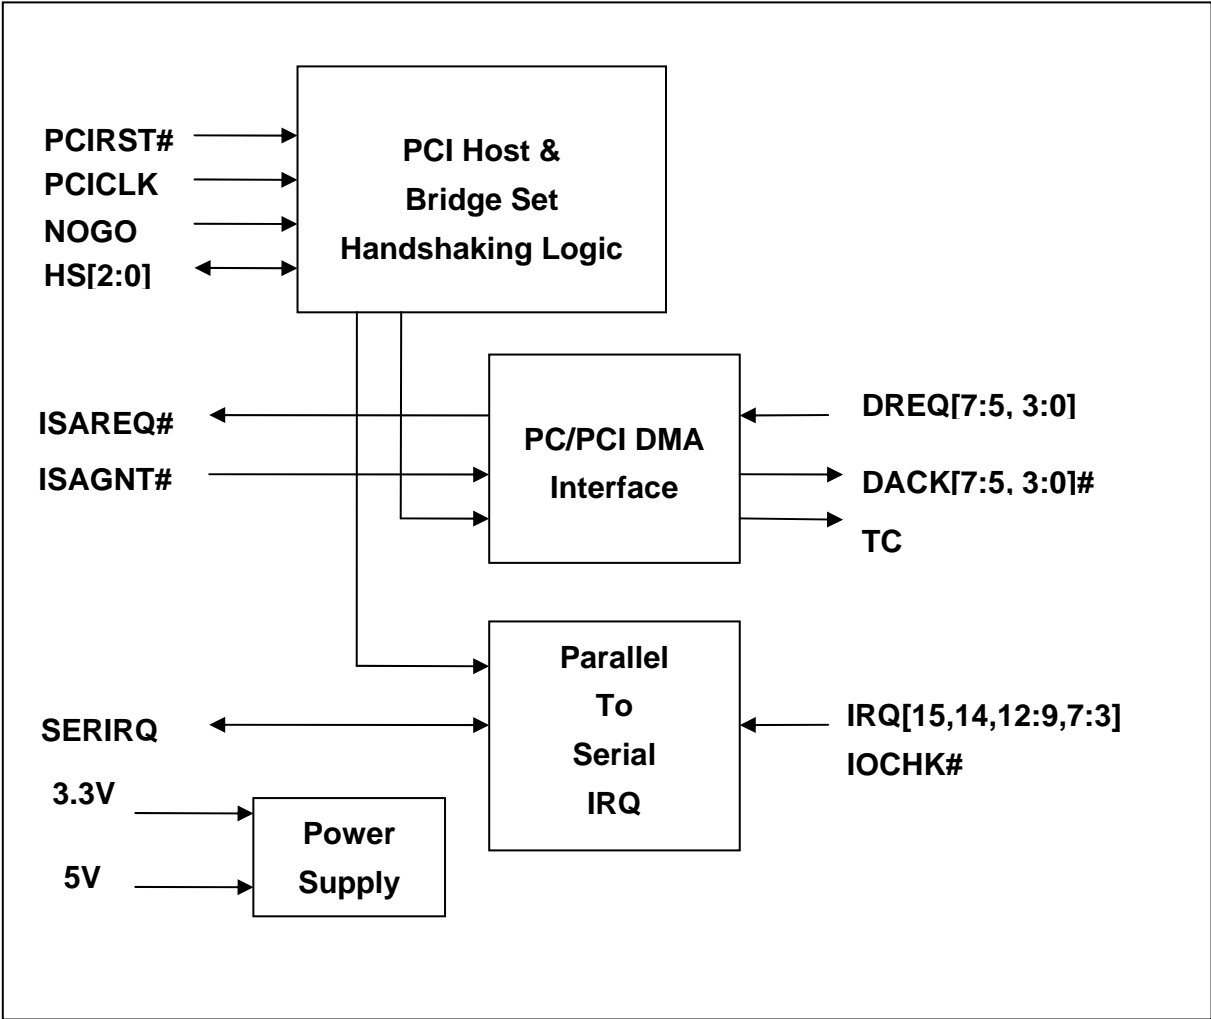 PCIRST#
PCICLK
NOGO
HS[2:0]
PCI Host &
Bridge Set
Handshaking Logic
ISAREQ#
ISAGNT#
PC/PCI DMA
Interface
DREQ[7:5, 3:0]
DACK[7:5, 3:0]#
TC
SERIRQ
Parallel
To
Serial
IRQ
IRQ[15,14,12:9,7:3]
IOCHK#
3.3V
5V
Power
Supply